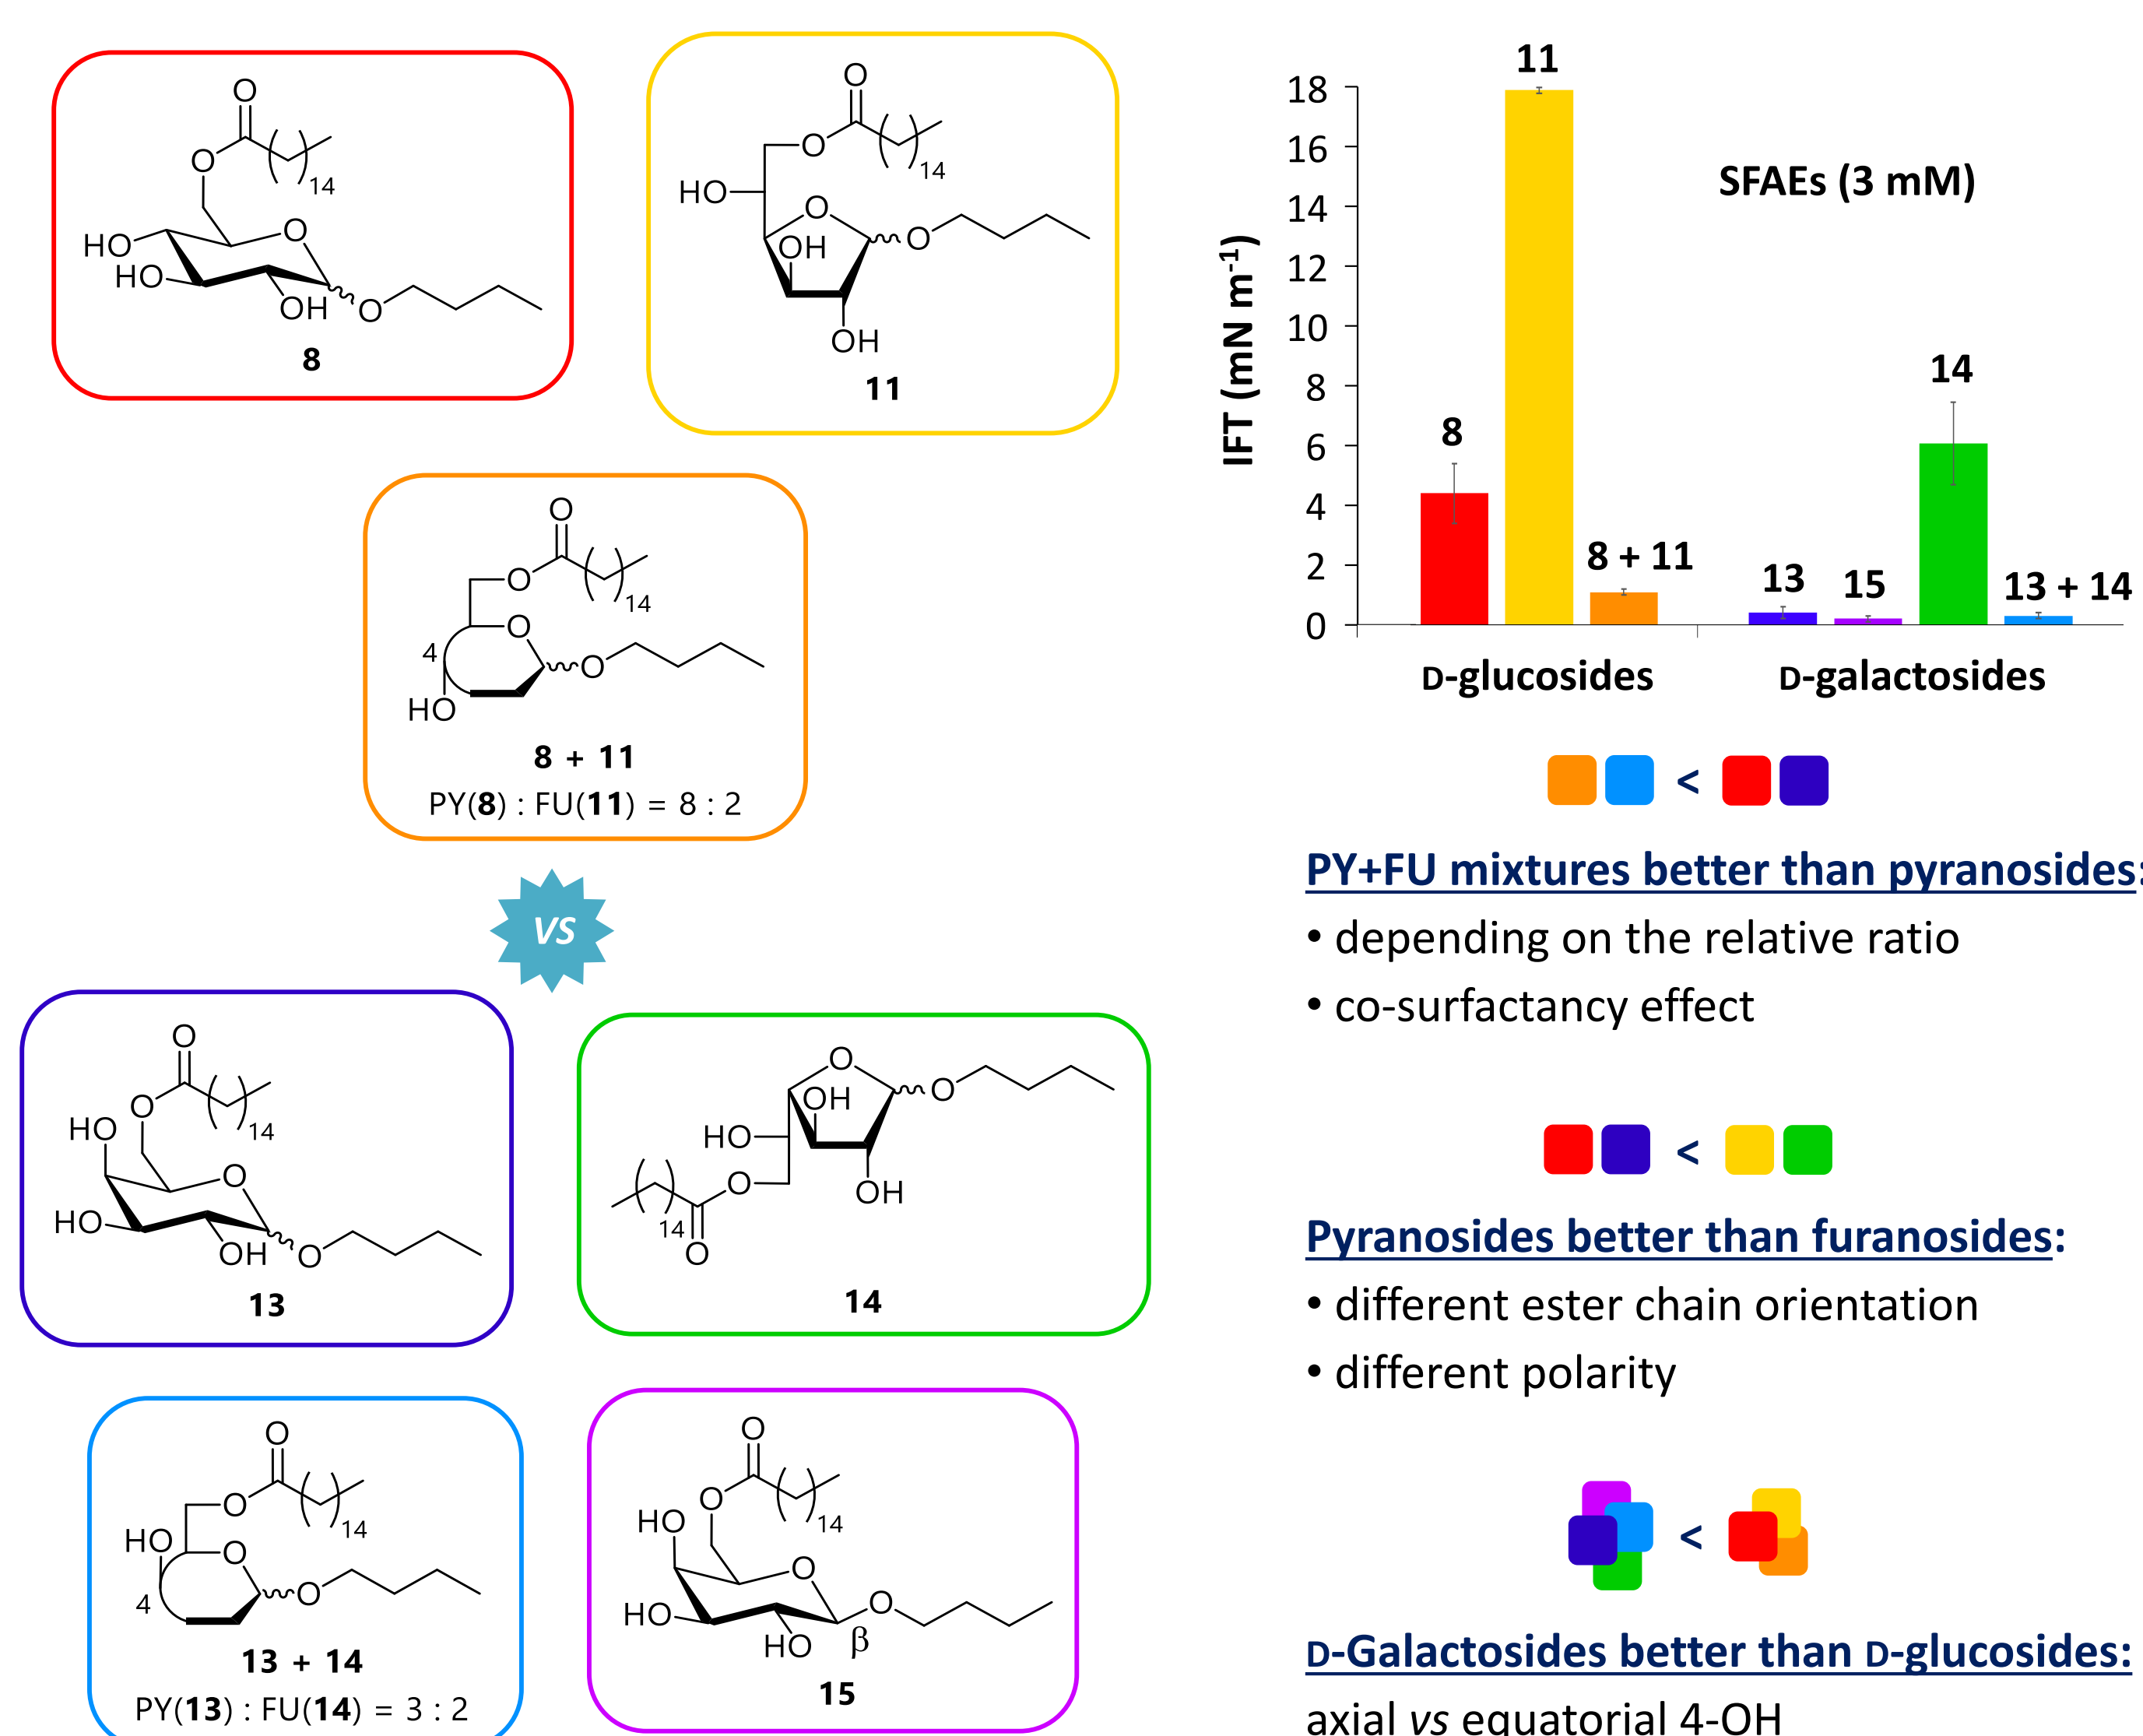 O
O
14
O
HO
HO
OH
O
8
O
O
14
HO
O
OH
O
OH
11
O
O
14
O
4
O
HO
8 + 11
PY(8) : FU(11) = 8 : 2
VS
O
O
14
HO
O
HO
OH
O
13
O
OH
O
HO
O
OH
14
O
14
O
O
14
HO
O
4
O
13 + 14
PY(13) : FU(14) = 3 : 2
O
O
14
HO
O
O
HO
HO
β
15
IFT (mN m⁻¹)
18
16
14
12
10
8
6
4
2
0
SFAEs (3 mM)
8
11
8 + 11
13
15
14
13 + 14
D-glucosides
D-galactosides
<
PY+FU mixtures better than pyranosides:
• depending on the relative ratio
• co-surfactancy effect
<
Pyranosides better than furanosides:
• different ester chain orientation
• different polarity
<
D-Galactosides better than D-glucosides:
axial vs equatorial 4-OH